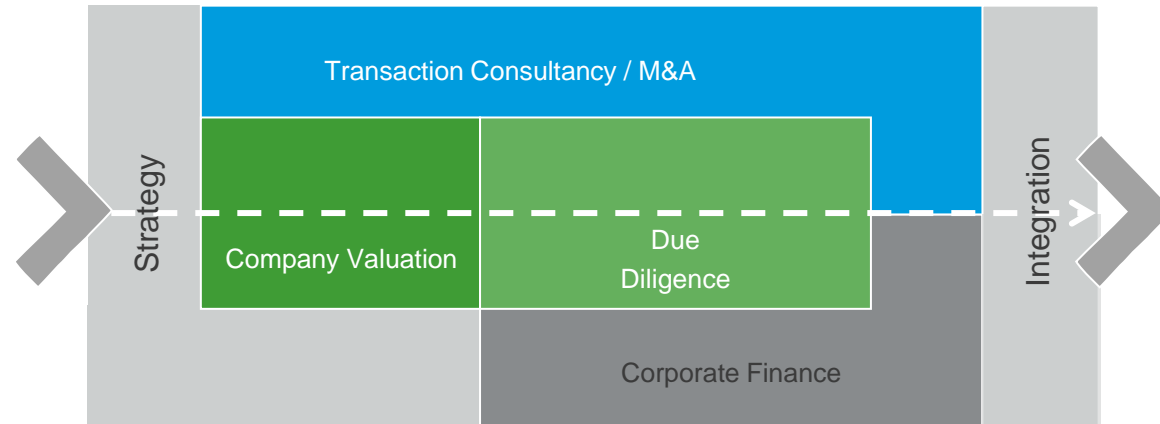 Transaction Consultancy / M&A
Strategy
Company Valuation
Due
Diligence
Integration
Corporate Finance